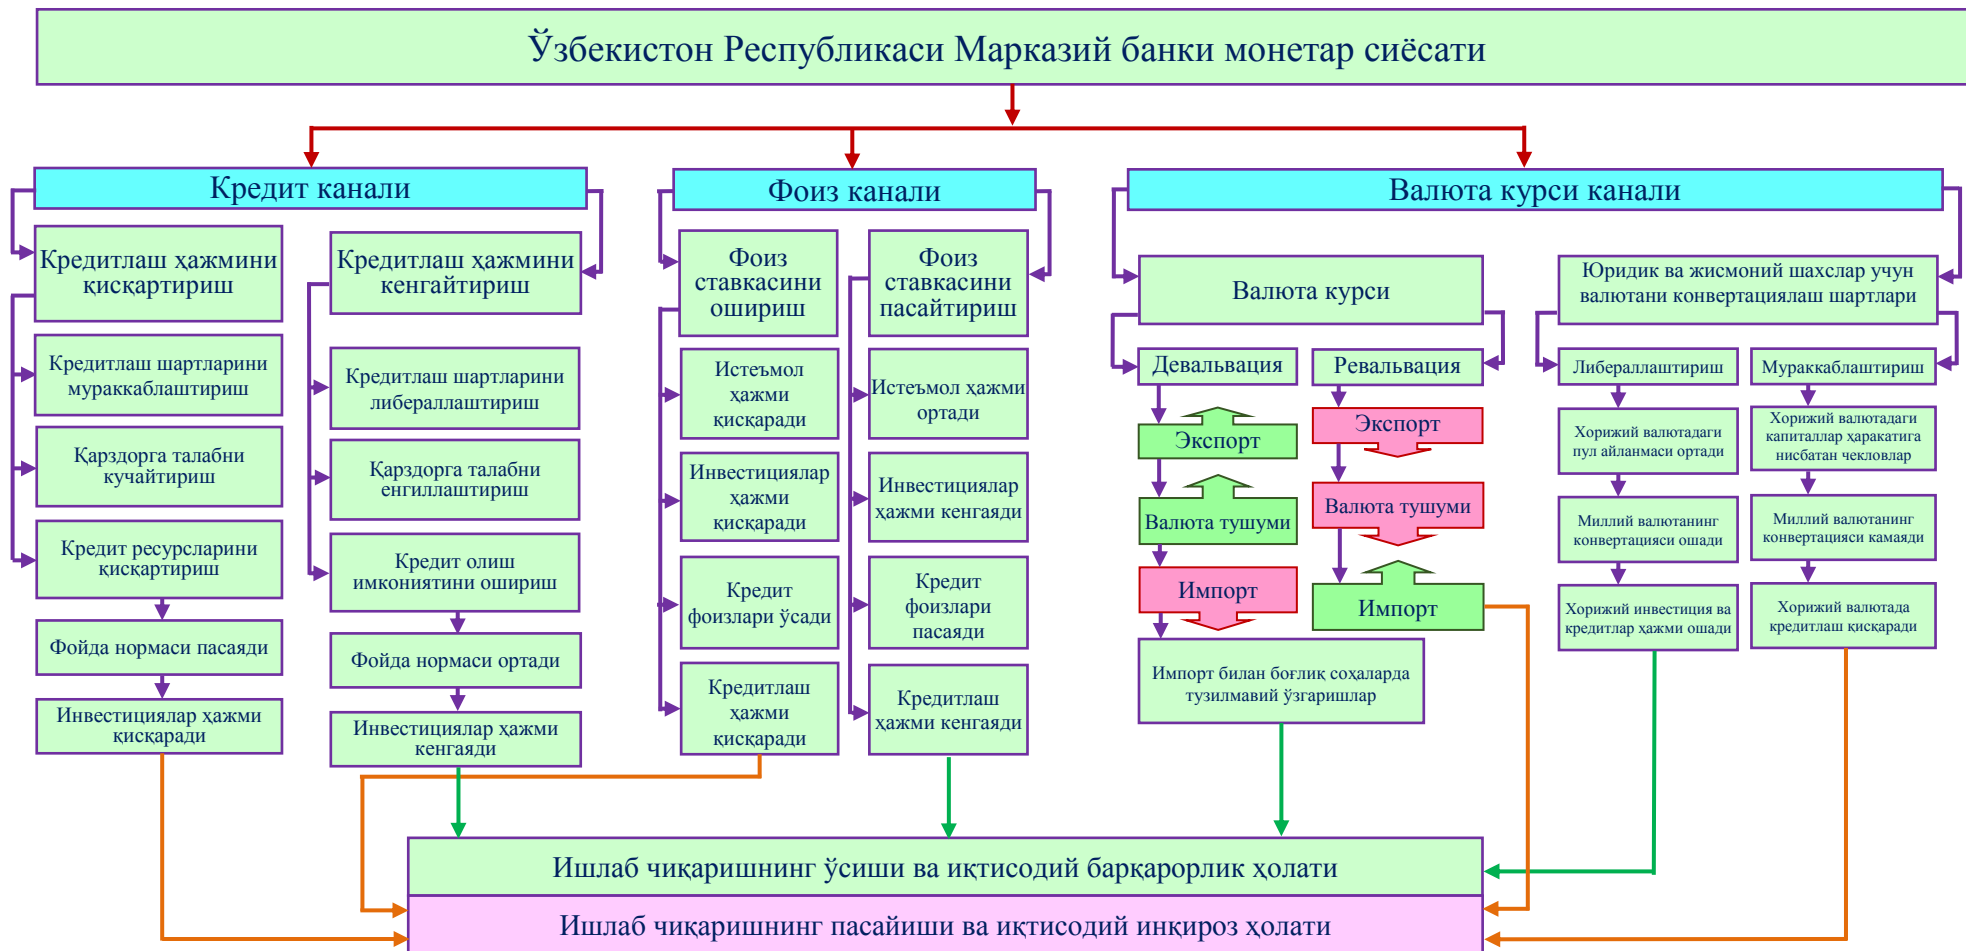 Ўзбекистон Республикаси Марказий банки монетар сиёсати
Кредит канали
Фоиз канали
Валюта курси канали
Кредитлаш ҳажмини
қисқартириш
Кредитлаш шартларини
мураккаблаштириш
Қарздорга талабни
кучайтириш
Кредит ресурсларини
қисқартириш
Фойда нормаси пасаяди
Инвестициялар ҳажми
қисқаради
Кредитлаш ҳажмини
кенгайтириш
Кредитлаш шартларини
либераллаштириш
Қарздорга талабни
енгиллаштириш
Кредит олиш
имкониятини ошириш
Фойда нормаси ортади
Инвестициялар ҳажми
кенгаяди
Фоиз
ставкасини
ошириш
Истеъмол
ҳажми
қисқаради
Инвестициялар
ҳажми
қисқаради
Кредит
фоизлари ўсади
Кредитлаш
ҳажми
қисқаради
Фоиз
ставкасини
пасайтириш
Истеъмол ҳажми
ортади
Инвестициялар
ҳажми кенгаяди
Кредит
фоизлари
пасаяди
Кредитлаш
ҳажми кенгаяди
Валюта курси
Девальвация
Экспорт
Валюта тушуми
Импорт
Импорт билан боғлиқ соҳаларда
тузилмавий ўзгаришлар
Ревальвация
Экспорт
Валюта тушуми
Импорт
Юридик ва жисмоний шахслар учун
валютани конвертациялаш шартлари
Либераллаштириш
Хорижий валютадаги
пул айланмаси ортади
Миллий валютанинг
конвертацияси ошади
Хорижий инвестиция ва
кредитлар ҳажми ошади
Мураккаблаштириш
Хорижий валютадаги
капиталлар ҳаракатига
нисбатан чекловлар
Миллий валютанинг
конвертацияси камаяди
Хорижий валютада
кредитлаш қисқаради
Ишлаб чиқаришнинг ўсиши ва иқтисодий барқарорлик ҳолати
Ишлаб чиқаришнинг пасайиши ва иқтисодий инқироз ҳолати